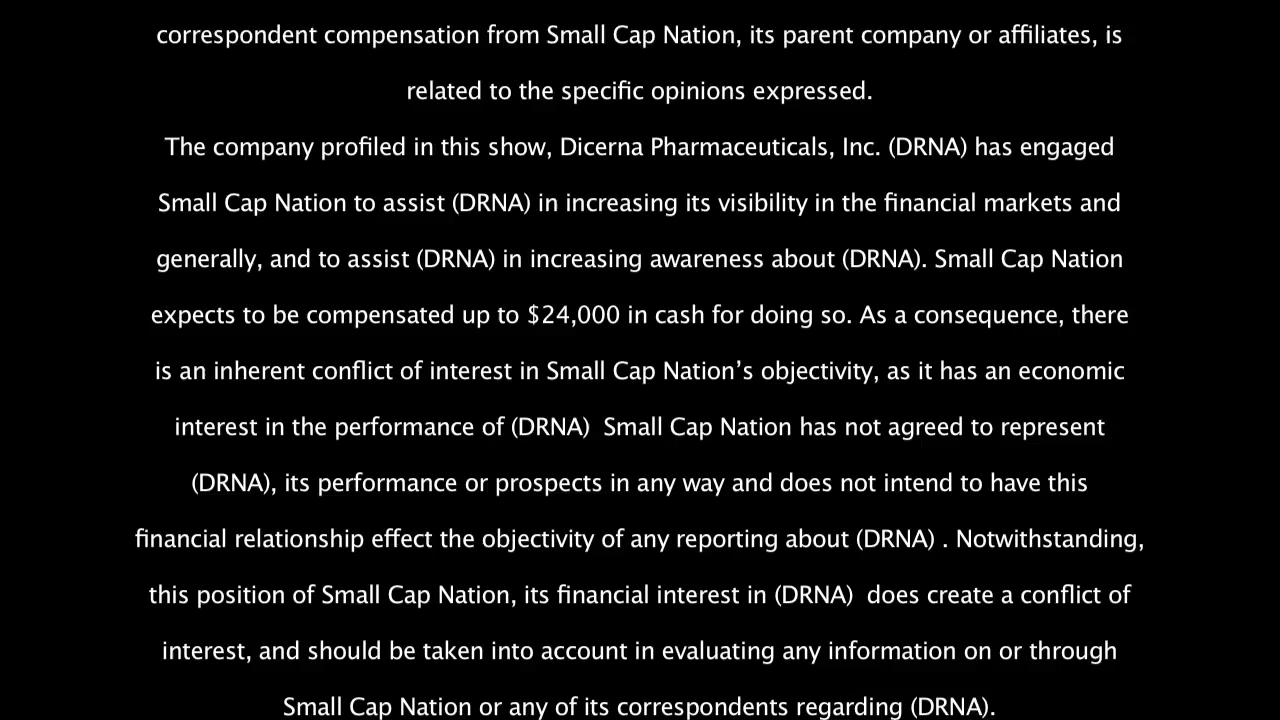 correspondent compensation from Small Cap Nation, its parent company or affiliates, is
related to the specific opinions expressed.
The company profiled in this show, Dicerna Pharmaceuticals, Inc. (DRNA) has engaged
Small Cap Nation to assist (DRNA) in increasing its visibility in the financial markets and
generally, and to assist (DRNA) in increasing awareness about (DRNA). Small Cap Nation
expects to be compensated up to $24,000 in cash for doing so. As a consequence, there
is an inherent conflict of interest in Small Cap Nation’s objectivity, as it has an economic
interest in the performance of (DRNA)  Small Cap Nation has not agreed to represent
(DRNA), its performance or prospects in any way and does not intend to have this
financial relationship effect the objectivity of any reporting about (DRNA) . Notwithstanding,
this position of Small Cap Nation, its financial interest in (DRNA)  does create a conflict of
interest, and should be taken into account in evaluating any information on or through
Small Cap Nation or any of its correspondents regarding (DRNA).